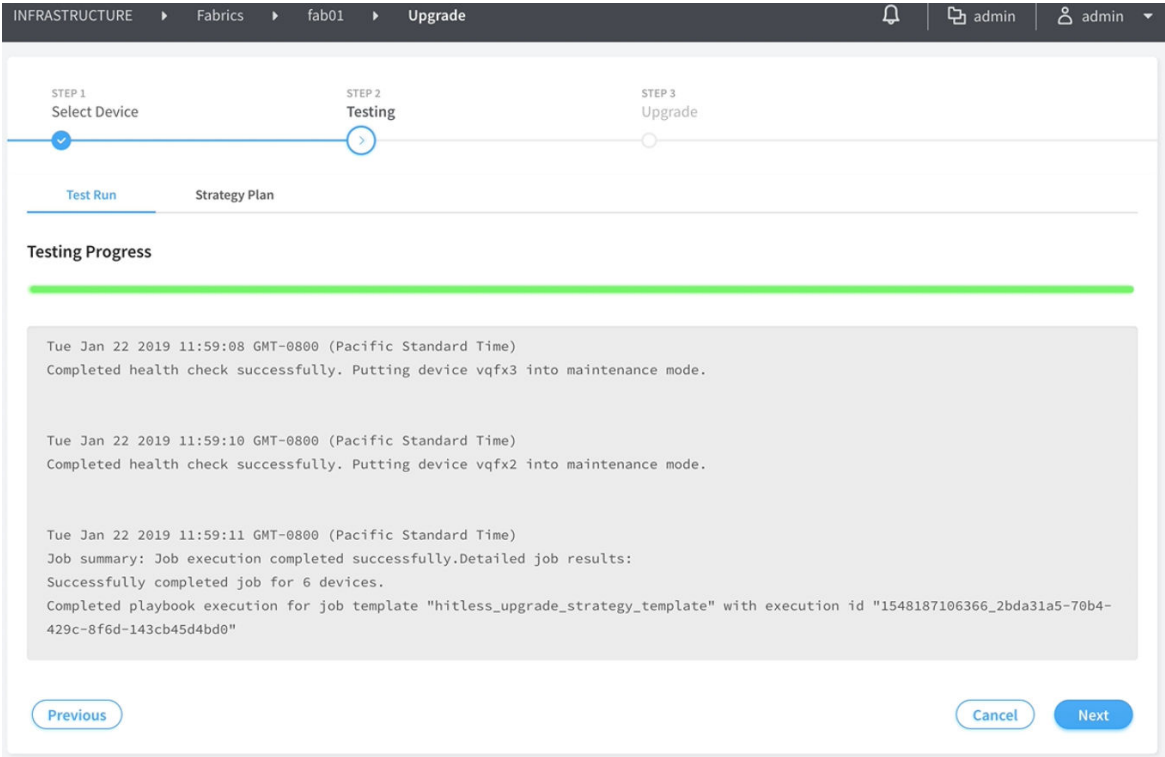 INFRASTRUCTURE Fabrics fab01 Upgrade admin admin
STEP 1 STEP 2 STEP 3
Select Device Testing Upgrade
Test Run Strategy Plan
Testing Progress
Tue Jan 22 2019 11:59:08 GMT-0800 (Pacific Standard Time)
Completed health check successfully. Putting device vqfx3 into maintenance mode.
Tue Jan 22 2019 11:59:10 GMT-0800 (Pacific Standard Time)
Completed health check successfully. Putting device vqfx2 into maintenance mode.
Tue Jan 22 2019 11:59:11 GMT-0800 (Pacific Standard Time)
Job summary: Job execution completed successfully.Detailed job results:
Successfully completed job for 6 devices.
Completed playbook execution for job template "hitless_upgrade_strategy_template" with execution id "1548187106366_2bda31a5-70b4-
429c-8f6d-143cb45d4bd0"
Previous Cancel Next